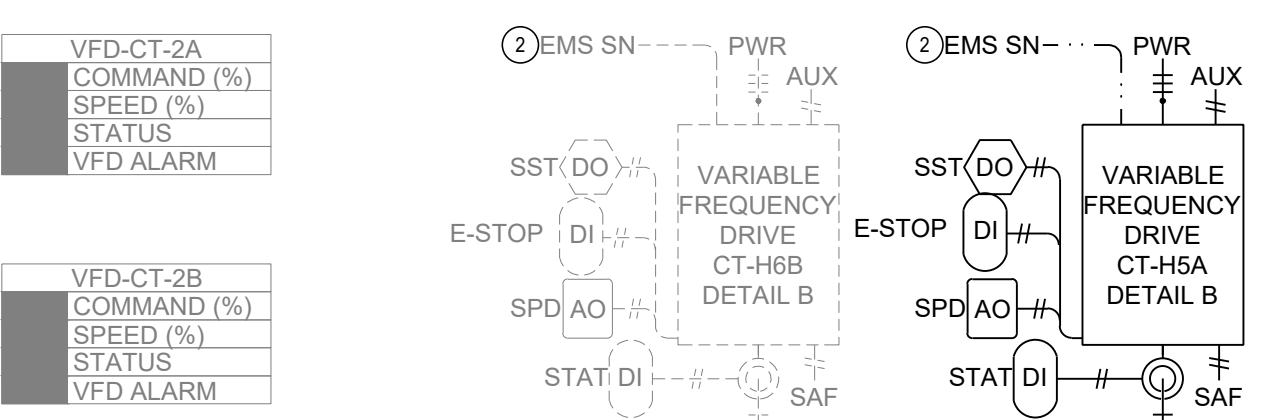 VFD-CT-2A
COMMAND (%)
SPEED (%)
STATUS
VFD ALARM
VFD-CT-2B
COMMAND (%)
SPEED (%)
STATUS
VFD ALARM
2 EMS SN
PWR
AUX
SST DO
E-STOP DI
SPD AO
STAT DI
VARIABLE
FREQUENCY
DRIVE
CT-H6B
DETAIL B
SAF
2 EMS SN
PWR
AUX
SST DO
E-STOP DI
SPD AO
STAT DI
VARIABLE
FREQUENCY
DRIVE
CT-H5A
DETAIL B
SAF